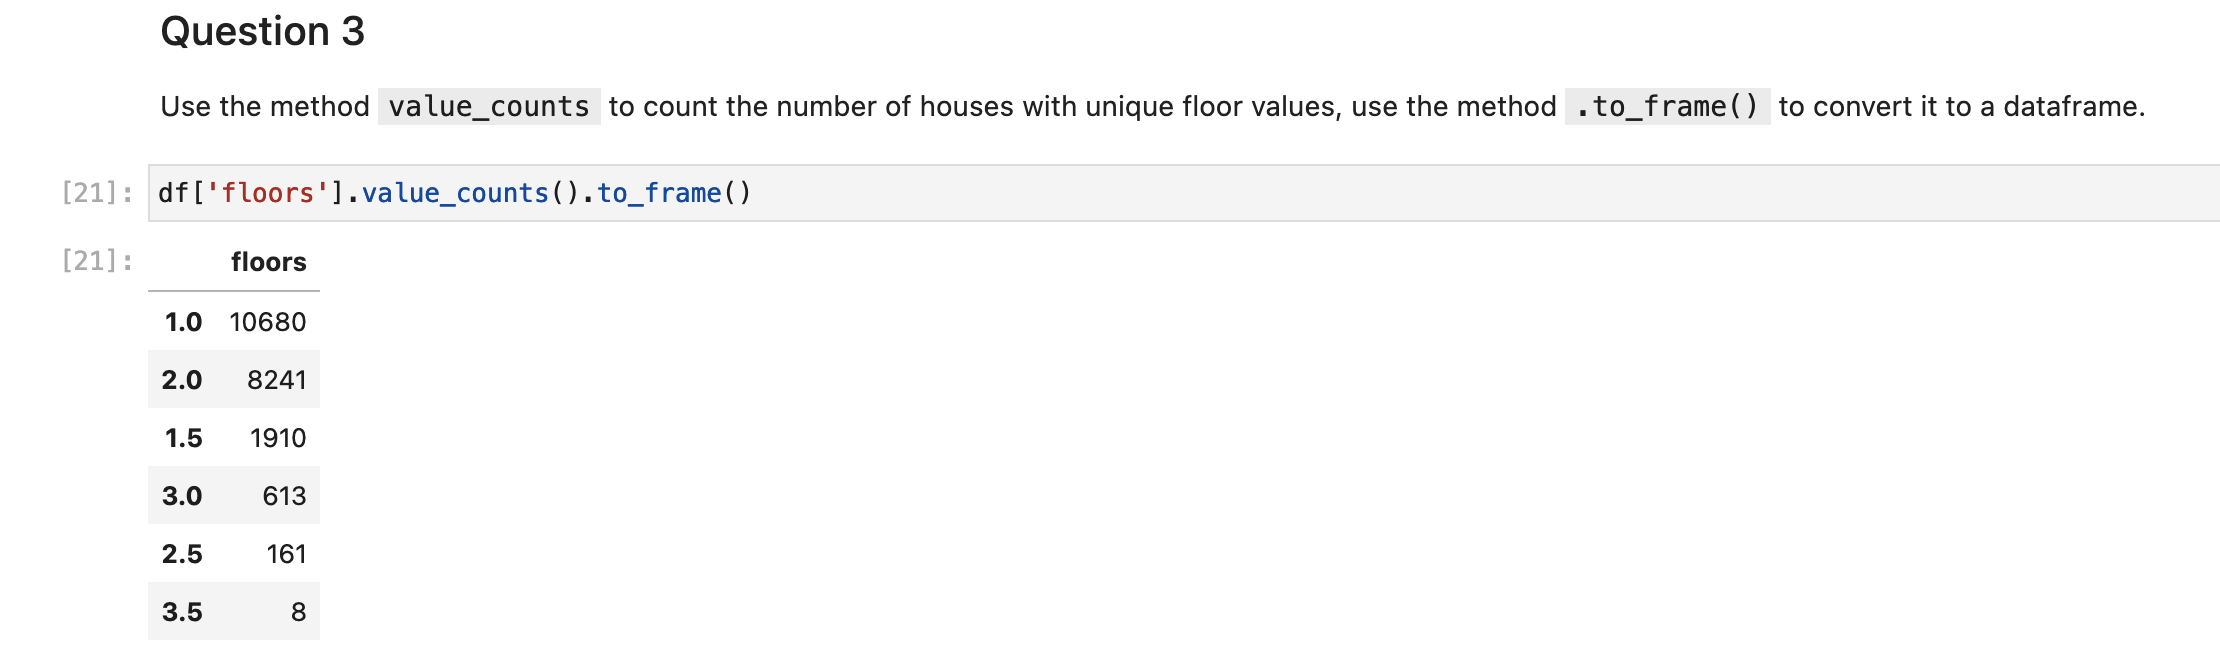 Question 3
Use the method value_counts to count the number of houses with unique floor values, use the method .to_frame() to convert it to a dataframe.
[21]: df['floors'].value_counts().to_frame()
[21]: floors
1.0 10680
2.0 8241
1.5 1910
3.0 613
2.5 161
3.5 8